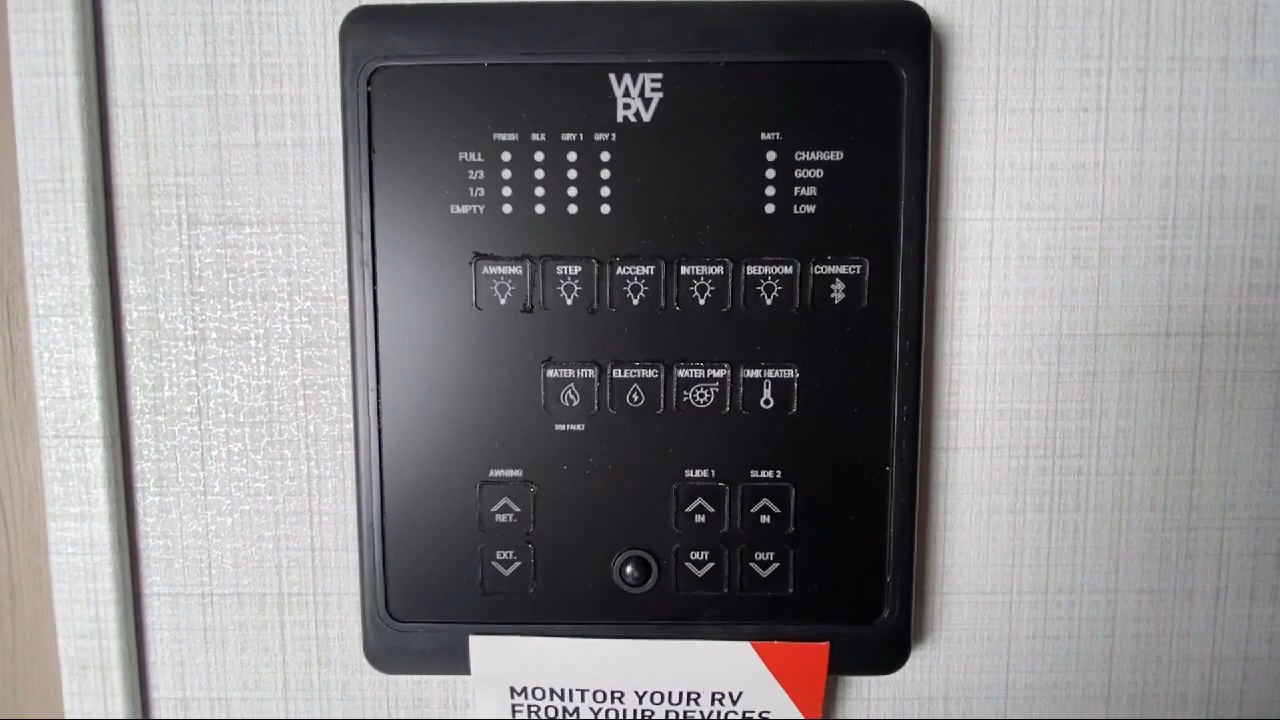 WE
RV
FRESH BLK GRY 1 GRY 2 BATT.
FULL CHARGED
2/3 GOOD
1/3 FAIR
EMPTY LOW
AWNING STEP ACCENT INTERIOR BEDROOM CONNECT
WATER HTR ELECTRIC WATER PMP TANK HEATERS
DSI FAULT
AWNING SLIDE 1 SLIDE 2
RET. IN IN
EXT. OUT OUT
MONITOR YOUR RV
FROM YOUR DEVICES